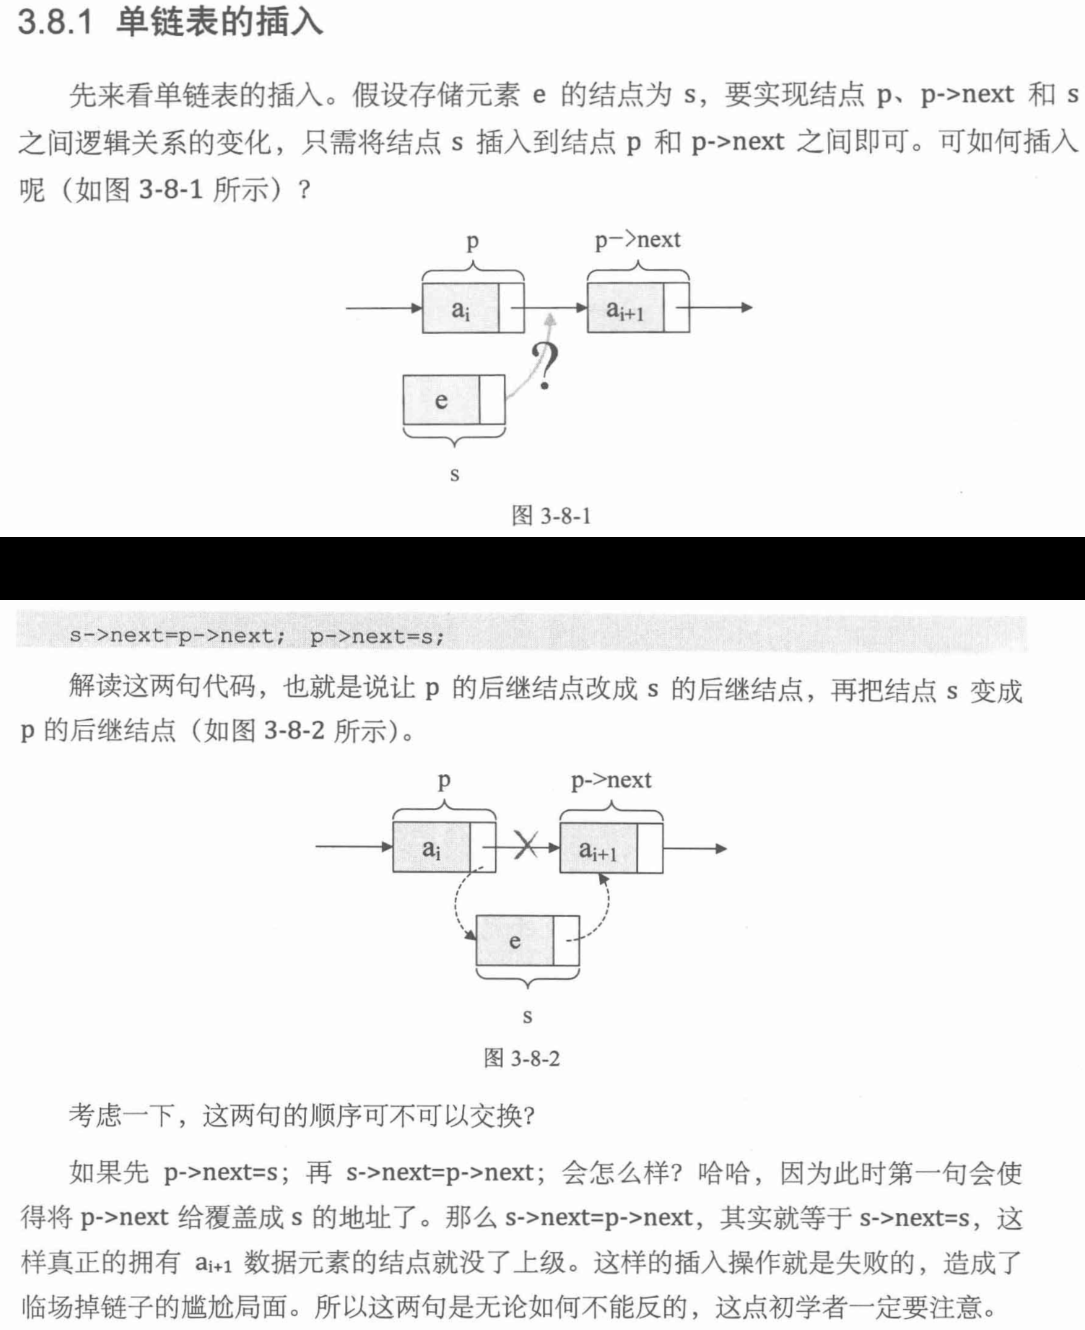 3.8.1 单链表的插入
先来看单链表的插入。假设存储元素 e 的结点为 s，要实现结点 p、p->next 和 s
之间逻辑关系的变化，只需将结点 s 插入到结点 p 和 p->next 之间即可。可如何插入
呢（如图 3-8-1 所示）？
p p->next
aᵢ aᵢ₊₁
?
e
s
图 3-8-1
s->next=p->next; p->next=s;
解读这两句代码，也就是说让 p 的后继结点改成 s 的后继结点，再把结点 s 变成
p 的后继结点（如图 3-8-2 所示）。
p p->next
aᵢ X aᵢ₊₁
e
s
图 3-8-2
考虑一下，这两句的顺序可不可以交换?
如果先 p->next=s；再 s->next=p->next；会怎么样？哈哈，因为此时第一句会使
得将 p->next 给覆盖成 s 的地址了。那么 s->next=p->next，其实就等于 s->next=s，这
样真正的拥有 aᵢ₊₁ 数据元素的结点就没了上级。这样的插入操作就是失败的，造成了
临场掉链子的尴尬局面。所以这两句是无论如何不能反的，这点初学者一定要注意。